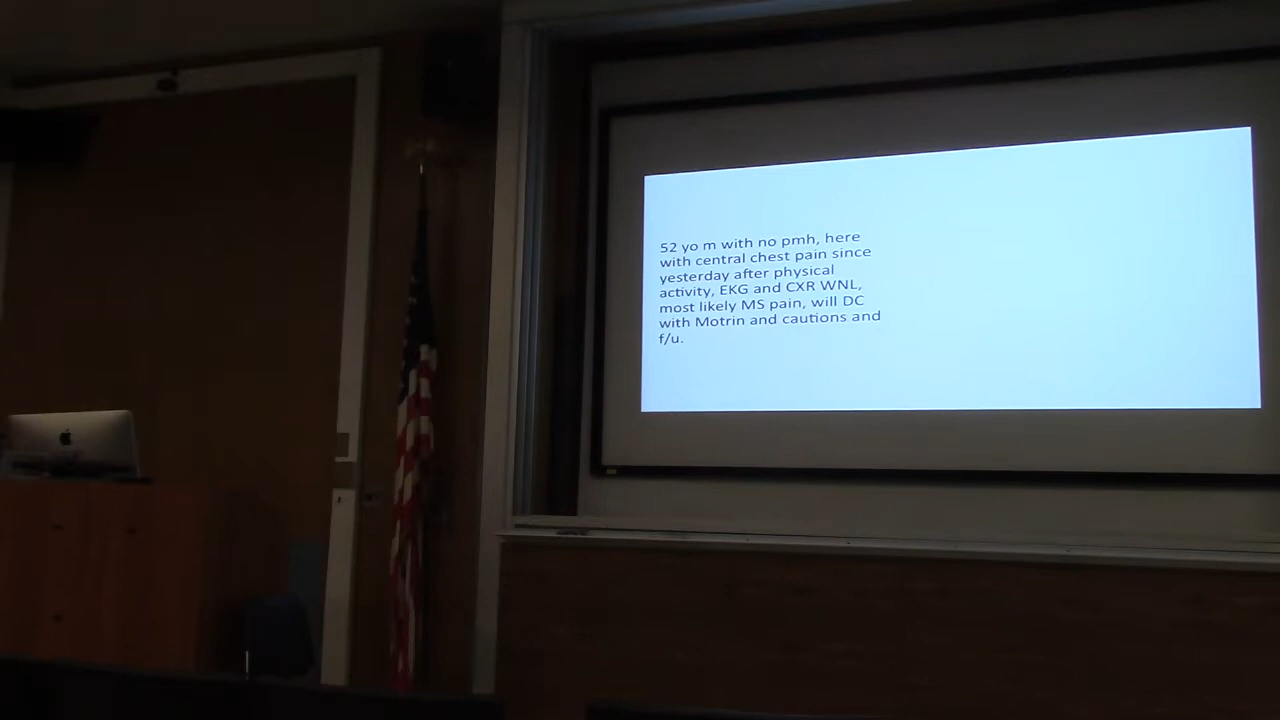 52 yo m with no pmh, here
with central chest pain since
yesterday after physical
activity, EKG and CXR WNL,
most likely MS pain, will DC
with Motrin and cautions and
f/u.